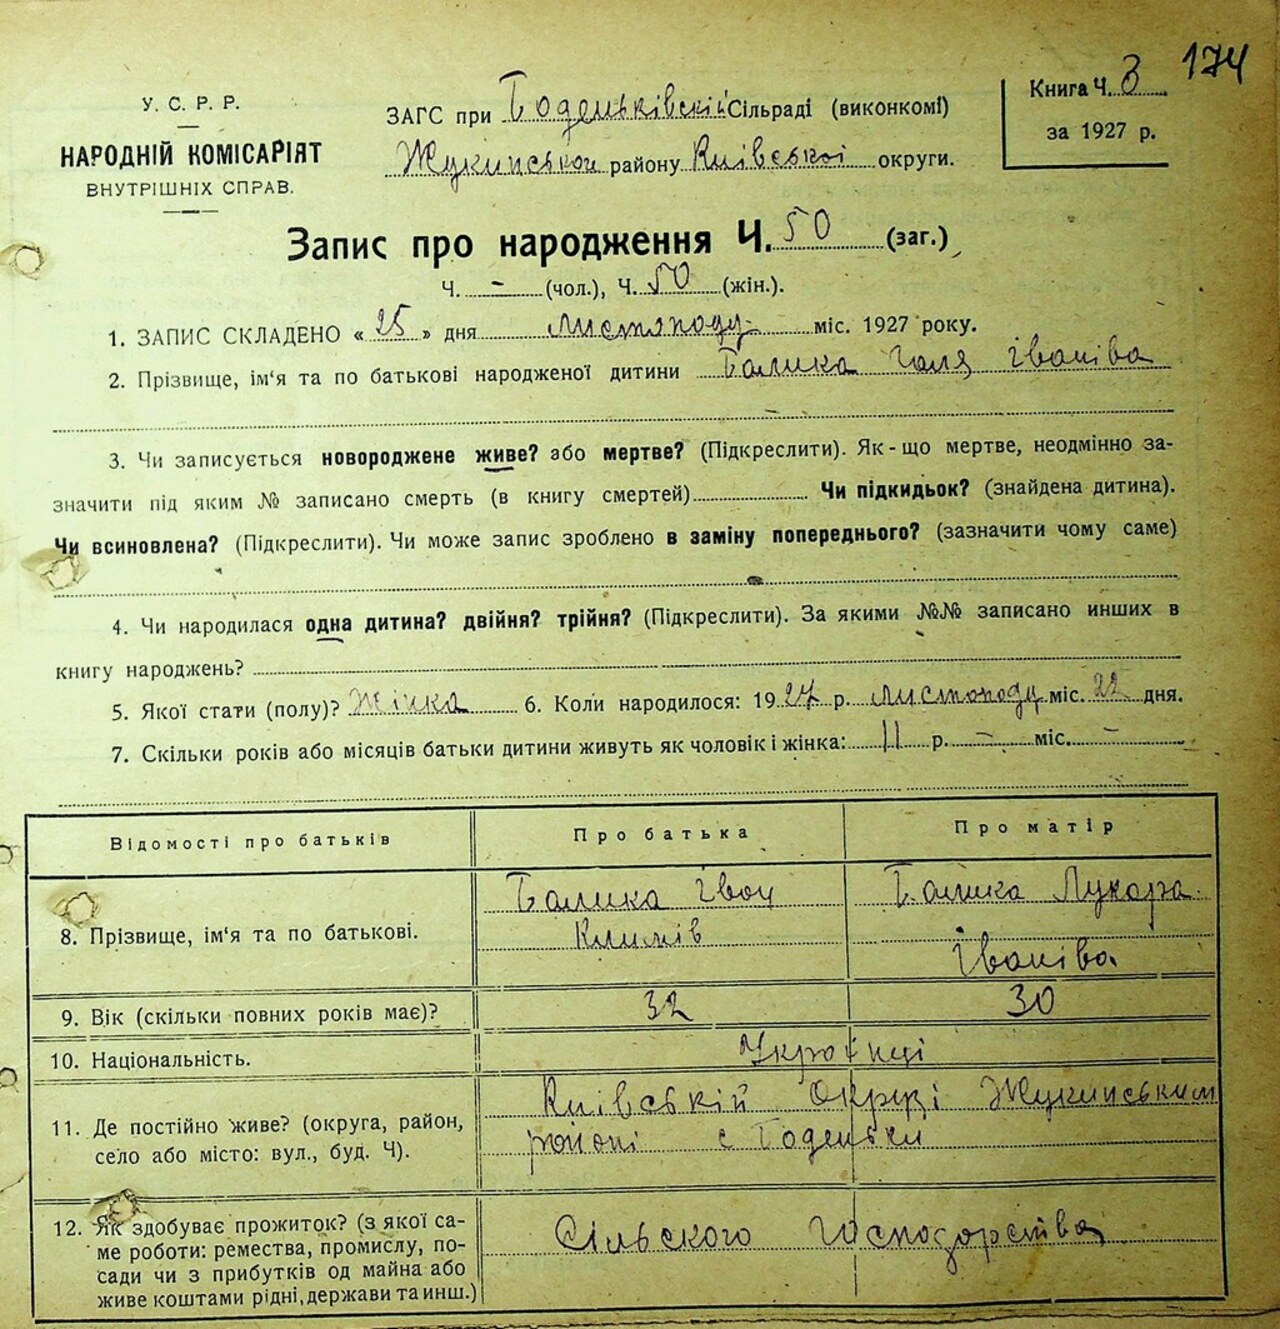 174
У. С. Р. Р.
НАРОДНІЙ КОМІСАРІЯТ
ВНУТРІШНІХ СПРАВ.
ЗАГС при Боденьківській Сільраді (виконкомі)
Жукинськой району Київської округи.
Книга Ч. 3
за 1927 р.
Запис про народження Ч. 50 (заг.)
Ч. - (чол.), Ч. 50 (жін.).
1. ЗАПИС СКЛАДЕНО « 25 » дня Листопаду міс. 1927 року.
2. Прізвище, ім'я та по батькові народженої дитини Балика Галя Іванівa
3. Чи записується новороджене живе? або мертве? (Підкреслити). Як-що мертве, неодмінно за-
значити під яким № записано смерть (в книгу смертей) Чи підкидьок? (знайдена дитина).
Чи всиновлена? (Підкреслити). Чи може запис зроблено в заміну попереднього? (зазначити чому саме)
4. Чи народилася одна дитина? двійня? трійня? (Підкреслити). За якими №№ записано инших в
книгу народжень?
5. Якої стати (полу)? Жінка 6. Коли народилося: 1927 р. листопаду міс. 22 дня.
7. Скільки років або місяців батьки дитини живуть як чоловік і жінка: 11 р. - міс. -
Відомості про батьків Про батька Про матір
8. Прізвище, ім'я та по батькові. Балика Іван Климів Балика Лукара Іваніва
9. Вік (скільки повних років має)? 32 30
10. Національність. Українці
11. Де постійно живе? (округа, район, село або місто: вул., буд. Ч). Київській Окрузі Жукинським районі с Боденьки
12. Як здобуває прожиток? (з якої са-
ме роботи: ремества, промислу, по-
сади чи з прибутків од майна або
живе коштами рідні, держави та инш.) Сільского господарства